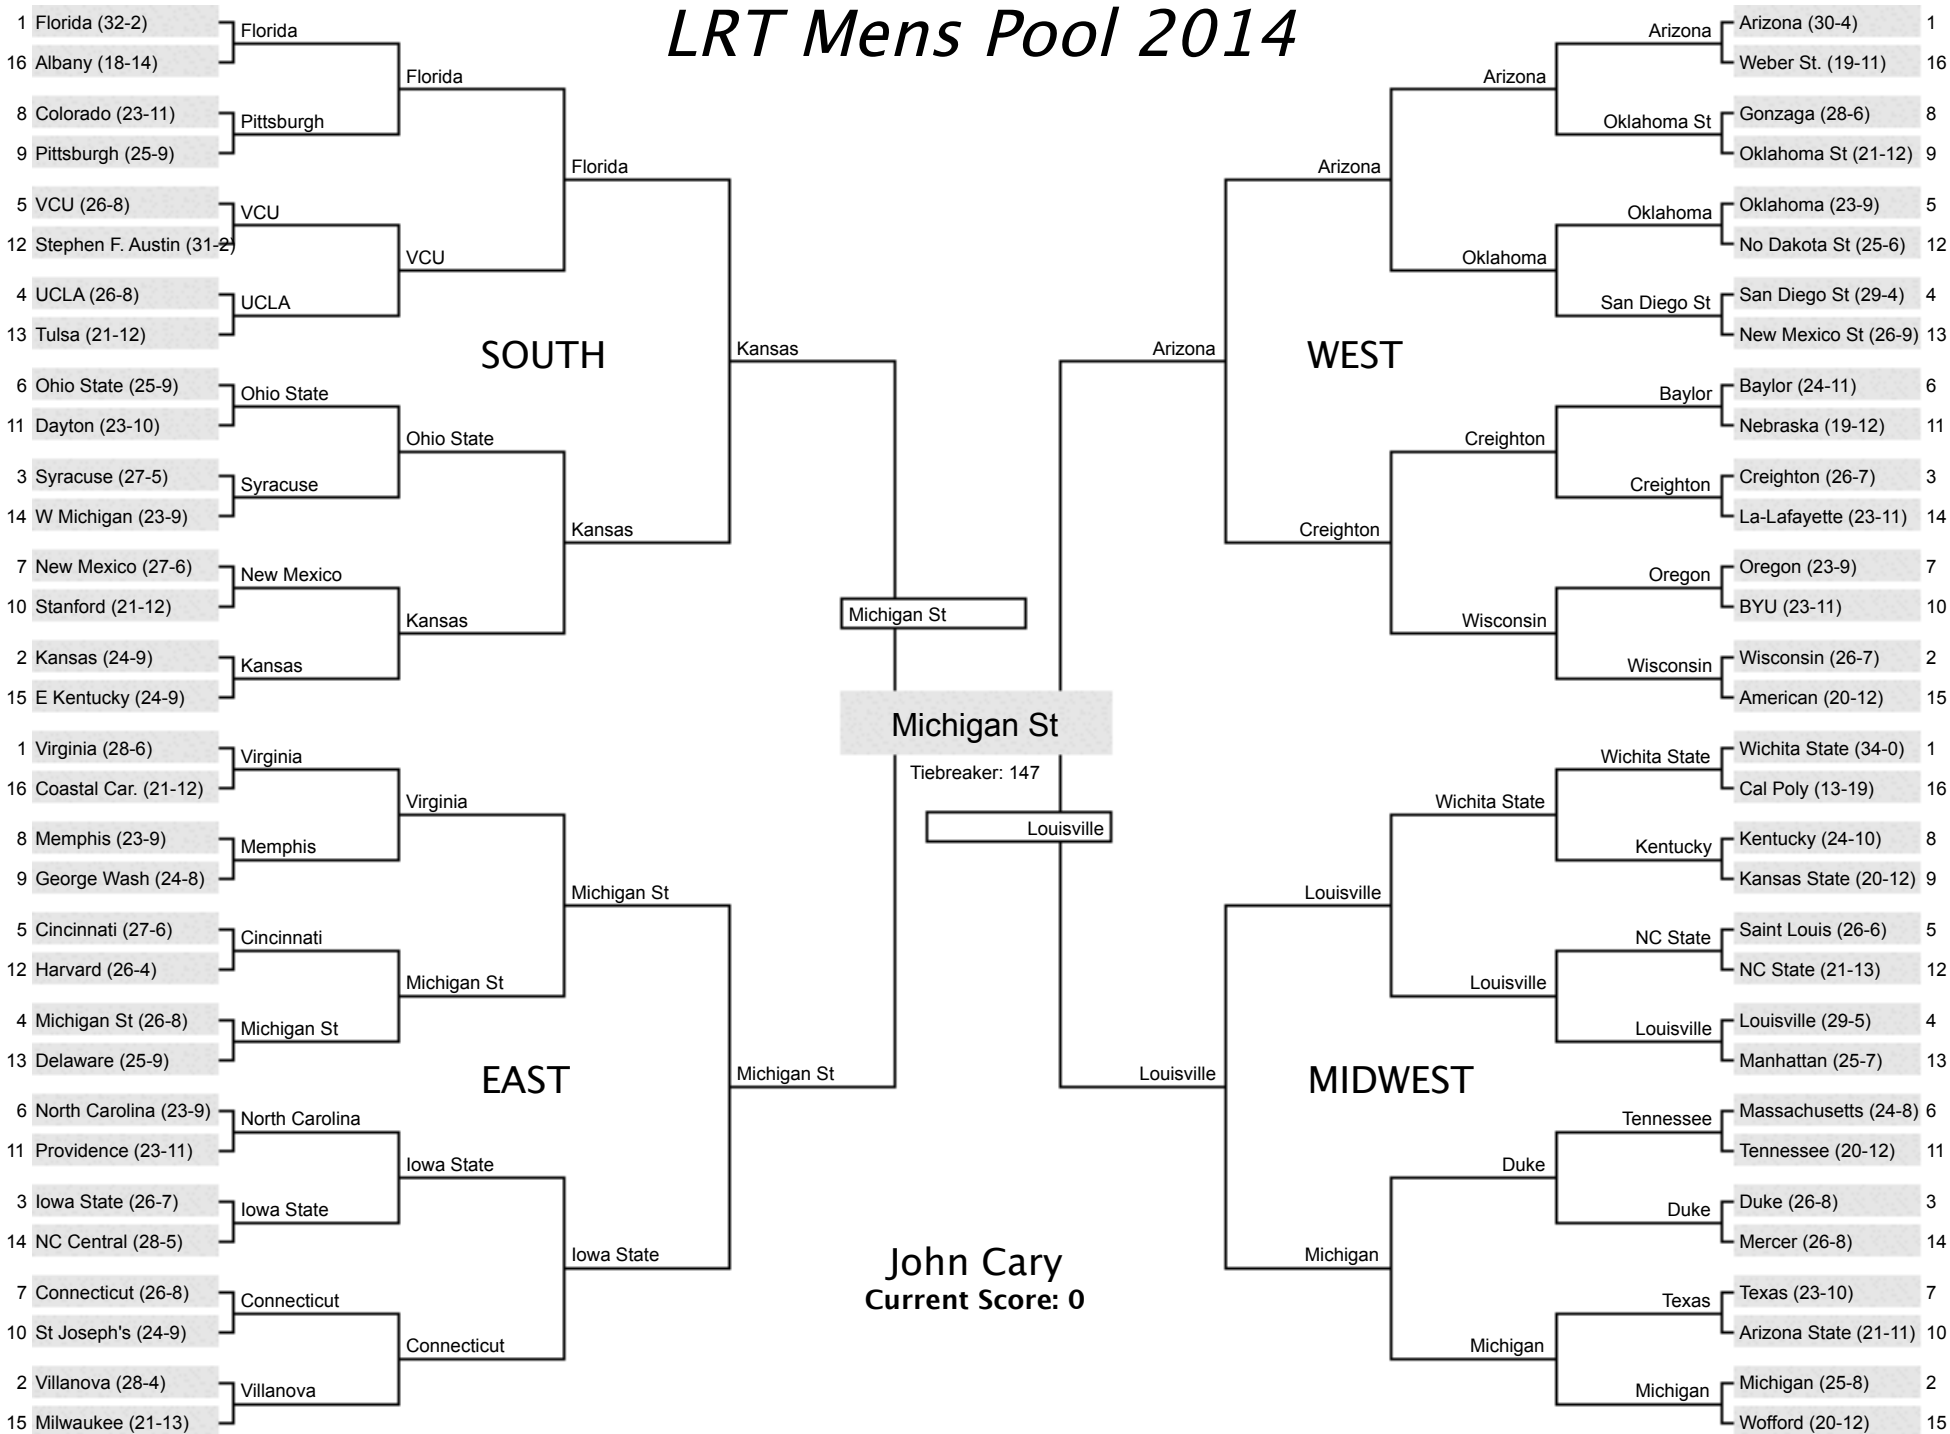 LRT Mens Pool 2014
1 Florida (32-2)
Florida
16 Albany (18-14)
Florida
8 Colorado (23-11)
Pittsburgh
9 Pittsburgh (25-9)
Florida
5 VCU (26-8)
VCU
12 Stephen F. Austin (31-2)
VCU
4 UCLA (26-8)
UCLA
13 Tulsa (21-12)
SOUTH
Kansas
6 Ohio State (25-9)
Ohio State
11 Dayton (23-10)
Ohio State
3 Syracuse (27-5)
Syracuse
14 W Michigan (23-9)
Kansas
7 New Mexico (27-6)
New Mexico
10 Stanford (21-12)
Kansas
2 Kansas (24-9)
Kansas
15 E Kentucky (24-9)
1 Virginia (28-6)
Virginia
16 Coastal Car. (21-12)
Virginia
8 Memphis (23-9)
Memphis
9 George Wash (24-8)
Michigan St
5 Cincinnati (27-6)
Cincinnati
12 Harvard (26-4)
Michigan St
4 Michigan St (26-8)
Michigan St
13 Delaware (25-9)
EAST
Michigan St
6 North Carolina (23-9)
North Carolina
11 Providence (23-11)
Iowa State
3 Iowa State (26-7)
Iowa State
14 NC Central (28-5)
Iowa State
7 Connecticut (26-8)
Connecticut
10 St Joseph's (24-9)
Connecticut
2 Villanova (28-4)
Villanova
15 Milwaukee (21-13)
Michigan St
Michigan St
Tiebreaker: 147
Louisville
John Cary
Current Score: 0
Arizona (30-4) 1
Arizona
Weber St. (19-11) 16
Arizona
Gonzaga (28-6) 8
Oklahoma St
Oklahoma St (21-12) 9
Arizona
Oklahoma (23-9) 5
Oklahoma
No Dakota St (25-6) 12
Oklahoma
San Diego St (29-4) 4
San Diego St
New Mexico St (26-9) 13
WEST
Arizona
Baylor (24-11) 6
Baylor
Nebraska (19-12) 11
Creighton
Creighton (26-7) 3
Creighton
La-Lafayette (23-11) 14
Creighton
Oregon (23-9) 7
Oregon
BYU (23-11) 10
Wisconsin
Wisconsin (26-7) 2
Wisconsin
American (20-12) 15
Wichita State (34-0) 1
Wichita State
Cal Poly (13-19) 16
Wichita State
Kentucky (24-10) 8
Kentucky
Kansas State (20-12) 9
Louisville
Saint Louis (26-6) 5
NC State
NC State (21-13) 12
Louisville
Louisville (29-5) 4
Louisville
Manhattan (25-7) 13
MIDWEST
Louisville
Massachusetts (24-8) 6
Tennessee
Tennessee (20-12) 11
Duke
Duke (26-8) 3
Duke
Mercer (26-8) 14
Michigan
Texas (23-10) 7
Texas
Arizona State (21-11) 10
Michigan
Michigan (25-8) 2
Michigan
Wofford (20-12) 15